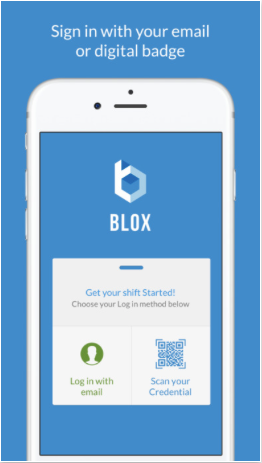 Sign in with your email
or digital badge
BLOX
Get your shift Started!
Choose your Log in method below
Log in with
email
Scan your
Credential